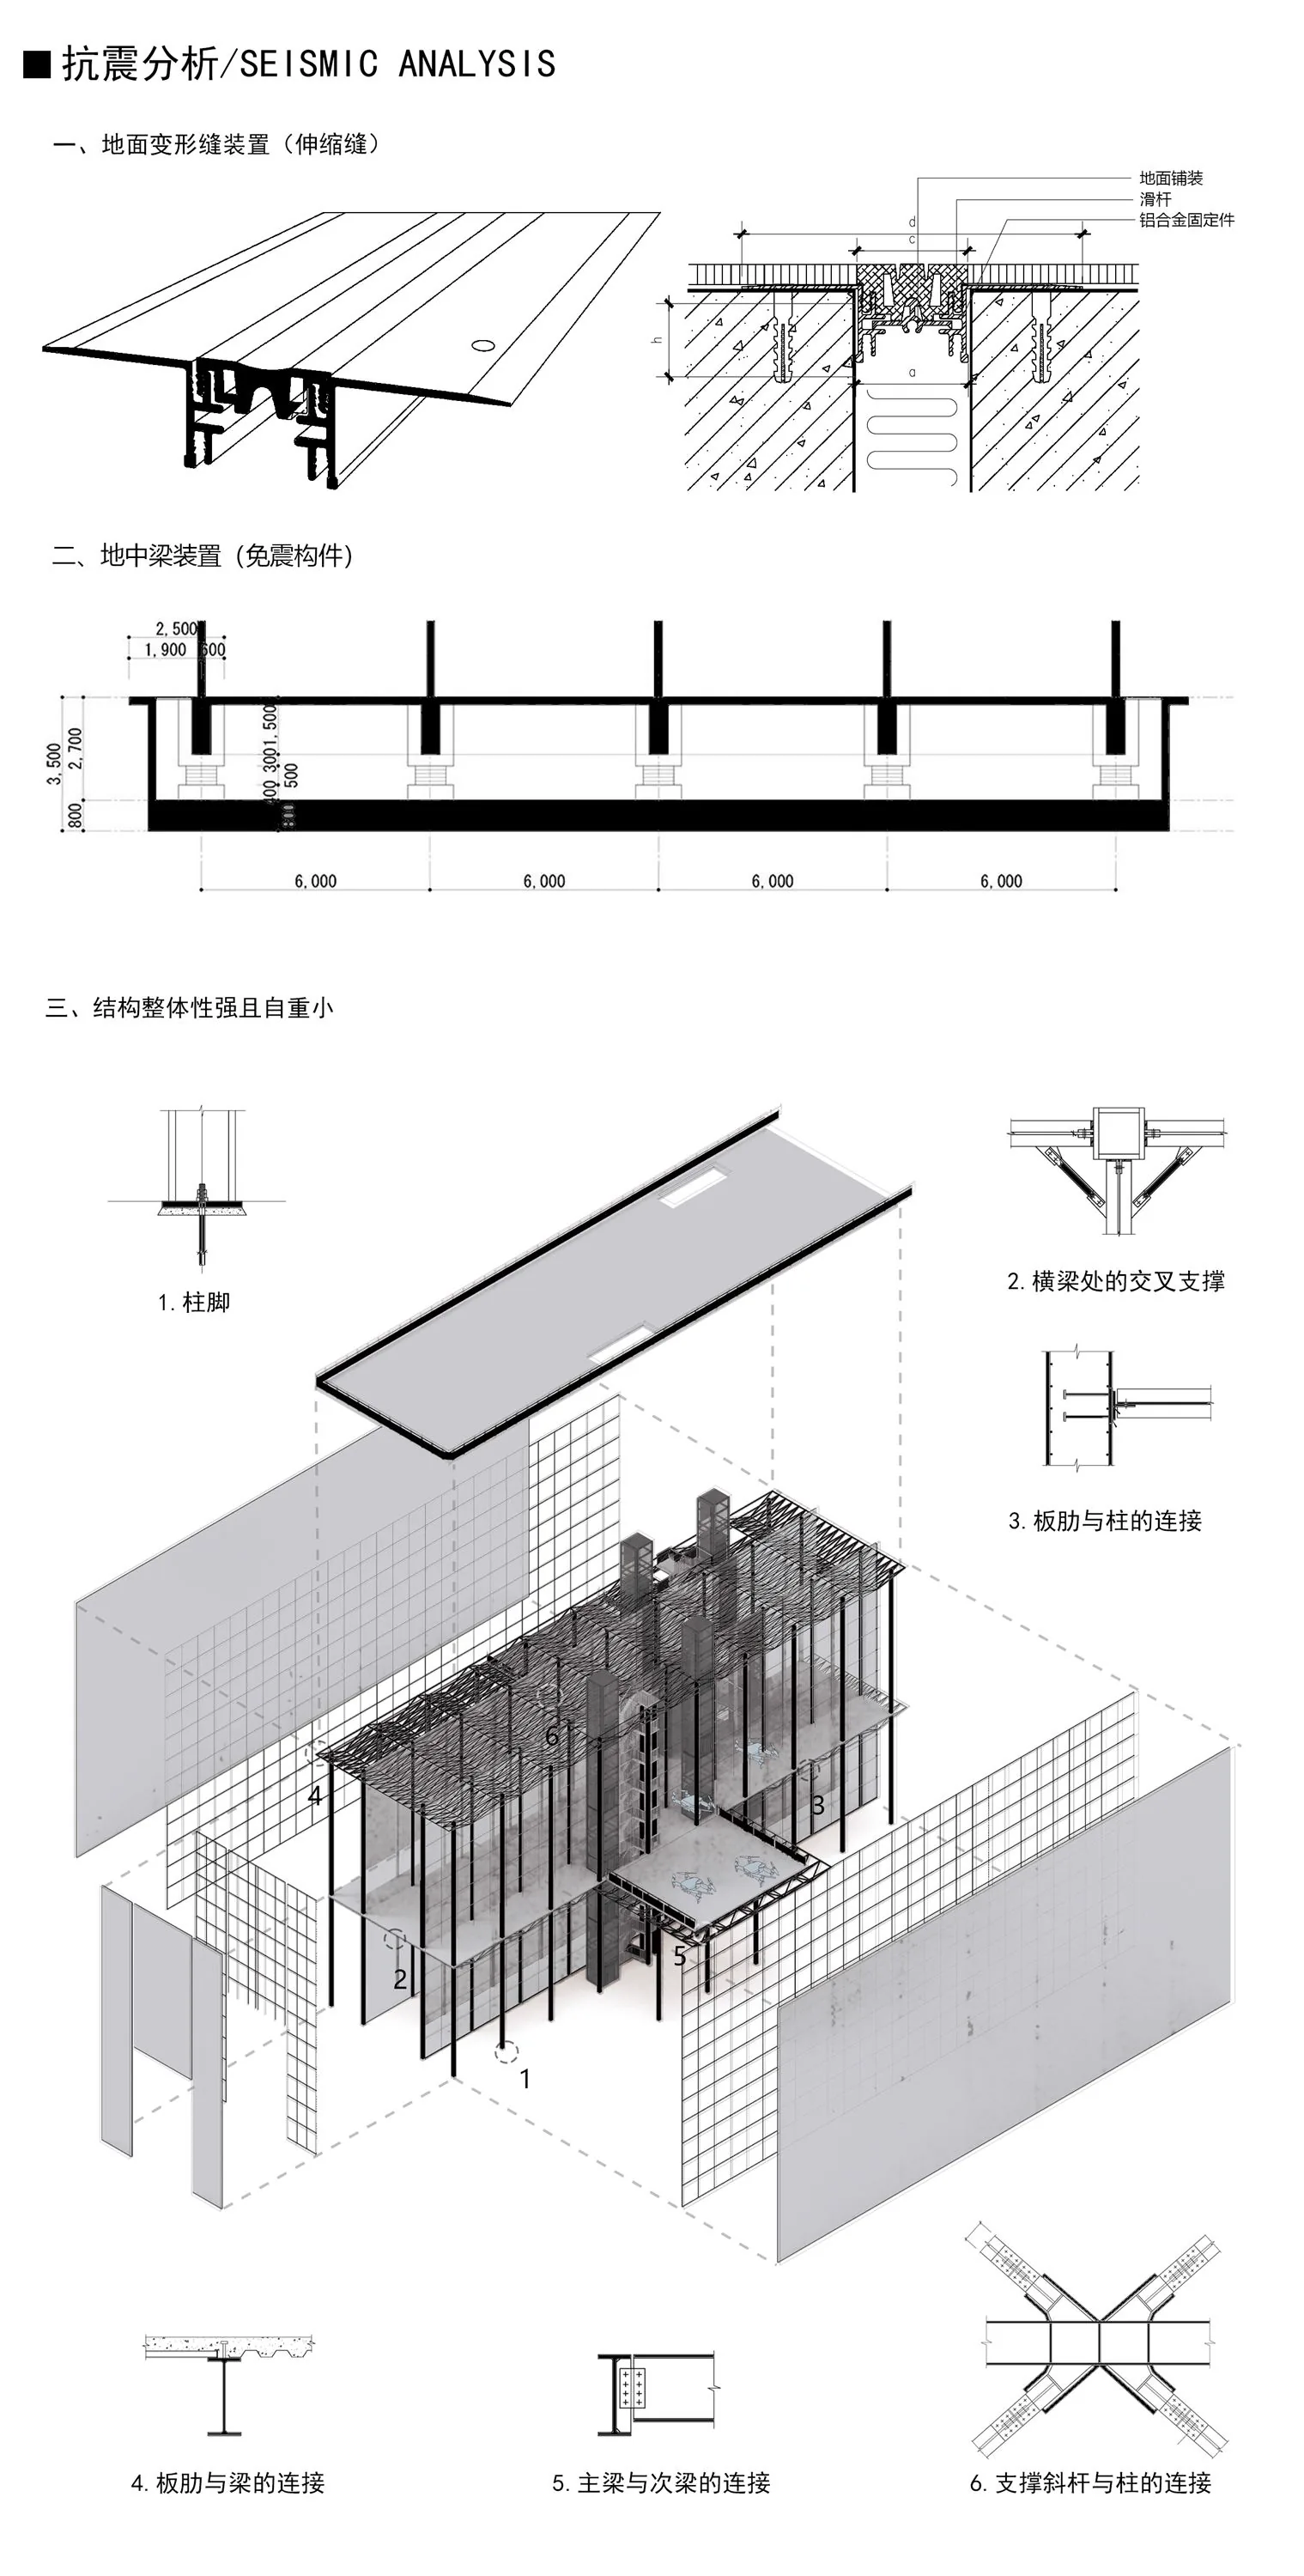 抗震分析/SEISMIC ANALYSIS
一、地面变形缝装置（伸缩缝）
地面铺装
滑杆
铝合金固定件
d
c
h
a
二、地中梁装置（免震构件）
2,500
1,900 600
3,500
2,700
800
1,500
300
400
500
800
6,000 6,000 6,000 6,000
三、结构整体性强且自重小
1.柱脚
2.横梁处的交叉支撑
3.板肋与柱的连接
6
4
3
5
2
1
4.板肋与梁的连接
5.主梁与次梁的连接
6.支撑斜杆与柱的连接